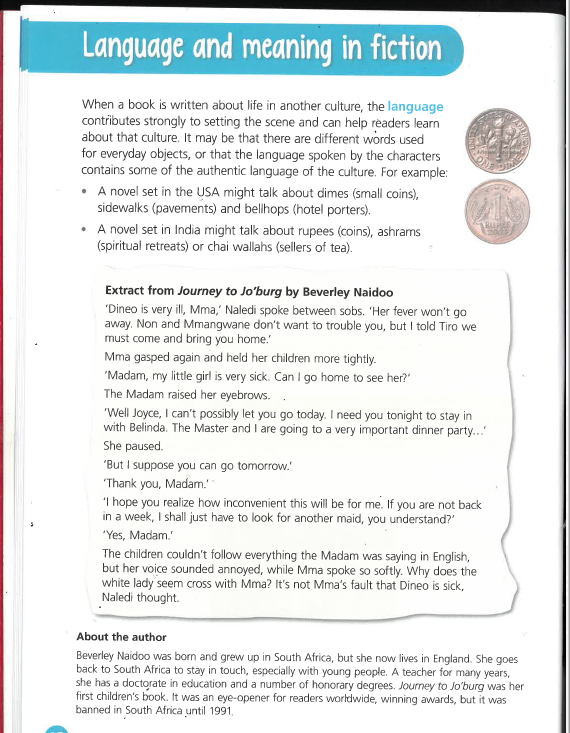 Language and meaning in fiction
When a book is written about life in another culture, the language
contributes strongly to setting the scene and can help readers learn
about that culture. It may be that there are different words used
for everyday objects, or that the language spoken by the characters
contains some of the authentic language of the culture. For example:
• A novel set in the USA might talk about dimes (small coins),
sidewalks (pavements) and bellhops (hotel porters).
• A novel set in India might talk about rupees (coins), ashrams
(spiritual retreats) or chai wallahs (sellers of tea).
Extract from Journey to Jo'burg by Beverley Naidoo
'Dineo is very ill, Mma,' Naledi spoke between sobs. 'Her fever won't go
away. Non and Mmangwane don't want to trouble you, but I told Tiro we
must come and bring you home.'
Mma gasped again and held her children more tightly.
'Madam, my little girl is very sick. Can I go home to see her?'
The Madam raised her eyebrows.
'Well Joyce, I can't possibly let you go today. I need you tonight to stay in
with Belinda. The Master and I are going to a very important dinner party...'
She paused.
'But I suppose you can go tomorrow.'
'Thank you, Madam.'
'I hope you realize how inconvenient this will be for me. If you are not back
in a week, I shall just have to look for another maid, you understand?'
'Yes, Madam.'
The children couldn't follow everything the Madam was saying in English,
but her voice sounded annoyed, while Mma spoke so softly. Why does the
white lady seem cross with Mma? It's not Mma's fault that Dineo is sick,
Naledi thought.
About the author
Beverley Naidoo was born and grew up in South Africa, but she now lives in England. She goes
back to South Africa to stay in touch, especially with young people. A teacher for many years,
she has a doctorate in education and a number of honorary degrees. Journey to Jo'burg was her
first children's book. It was an eye-opener for readers worldwide, winning awards, but it was
banned in South Africa until 1991.